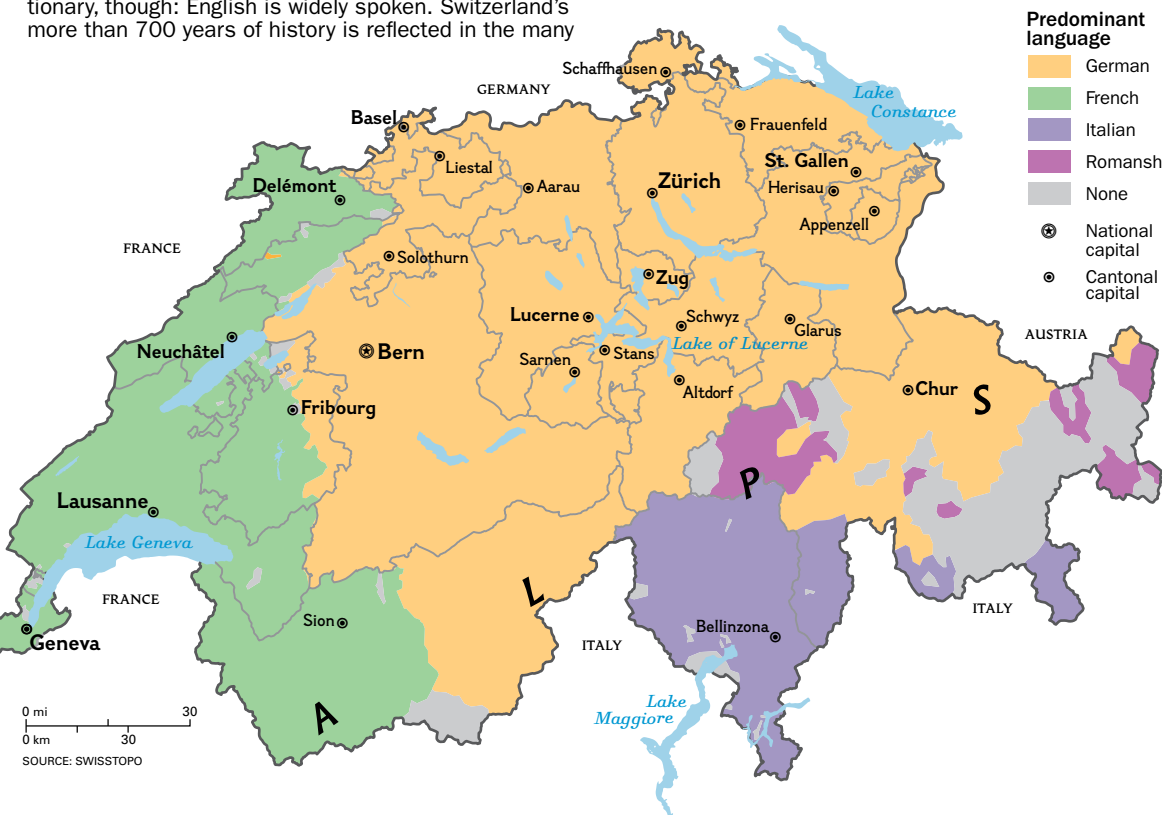 tionary, though: English is widely spoken. Switzerland's
more than 700 years of history is reflected in the many
Predominant
language
German
French
Italian
Romansh
None
National
capital
Cantonal
capital
Schaffhausen
GERMANY
Lake
Constance
Basel
Frauenfeld
Liestal
St. Gallen
Delémont
Aarau
Zürich
Herisau
Appenzell
FRANCE
Solothurn
Zug
Lucerne
Schwyz
Glarus
AUSTRIA
Neuchâtel
Bern
Sarnen
Stans
Lake of Lucerne
Altdorf
Chur
S
Fribourg
P
Lausanne
Lake Geneva
L
FRANCE
ITALY
Sion
Bellinzona
Geneva
ITALY
A
Lake
Maggiore
0 mi 30
0 km 30
SOURCE: SWISSTOPO